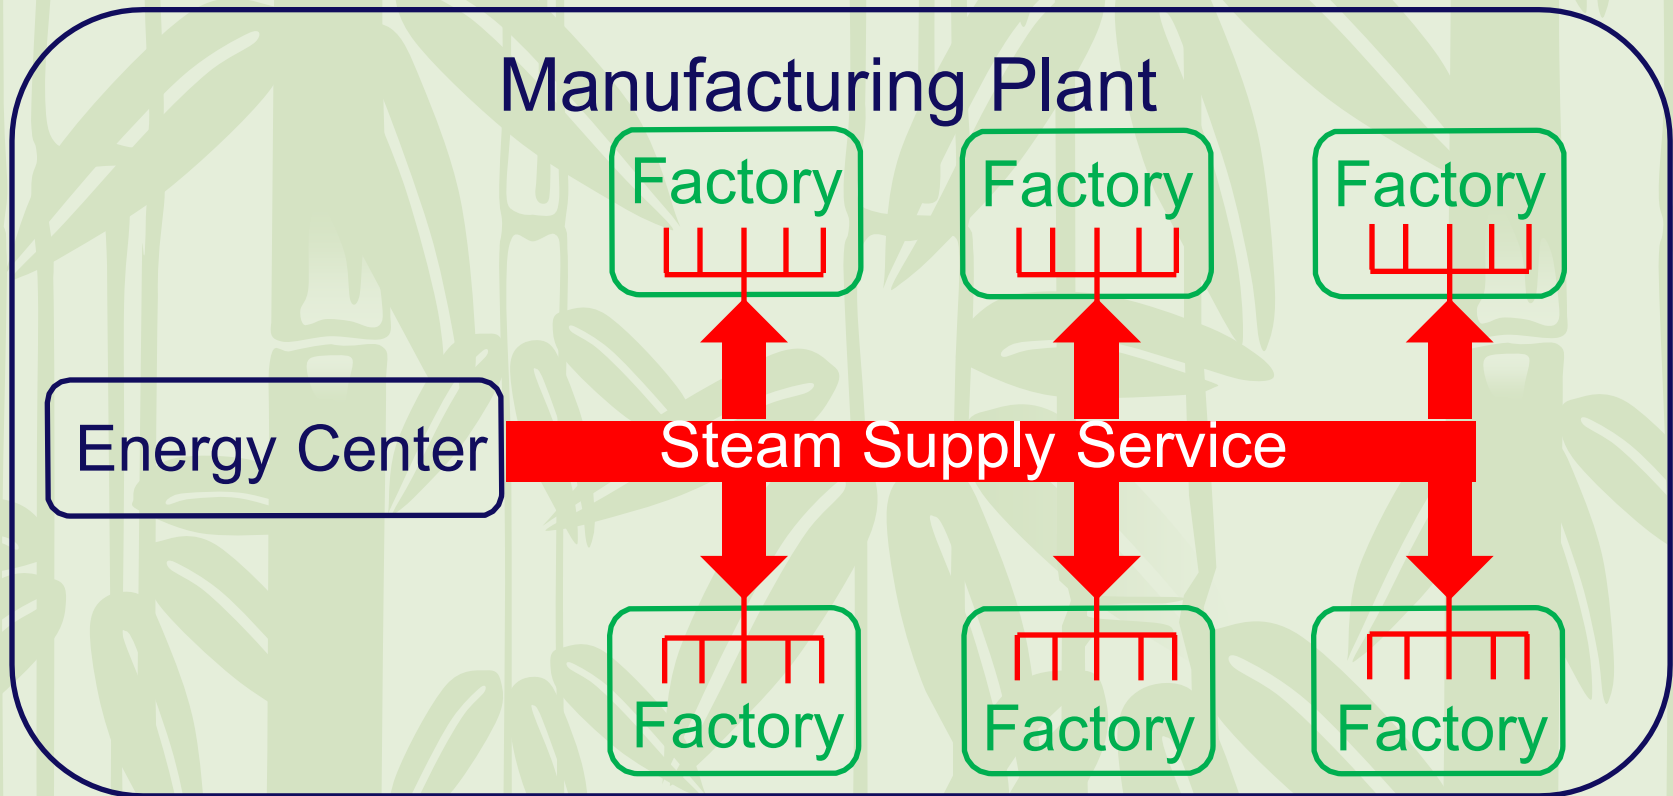 Manufacturing Plant
Factory
Factory
Factory
Energy Center
Steam Supply Service
Factory
Factory
Factory